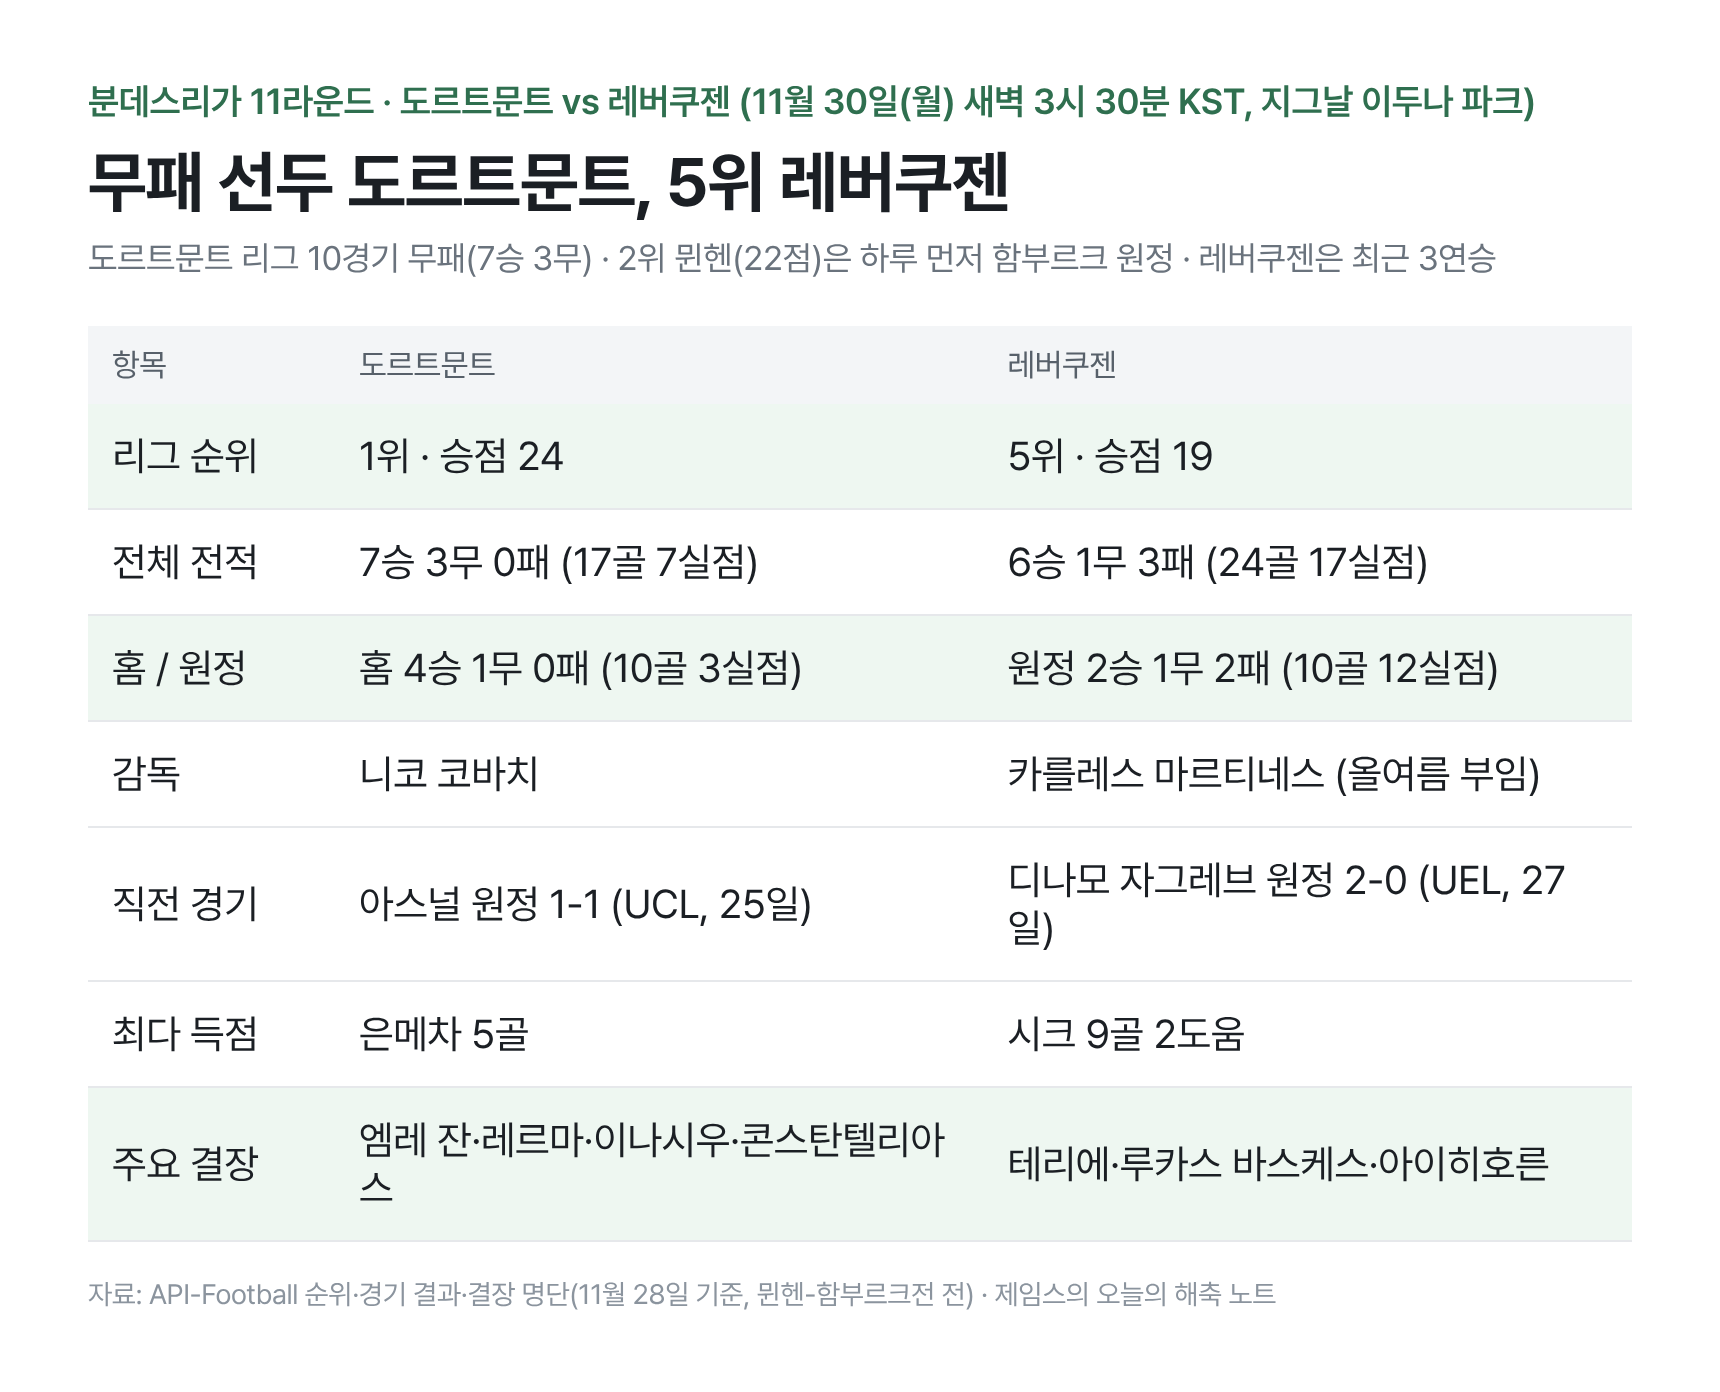 분데스리가 11라운드 · 도르트문트 vs 레버쿠젠 (11월 30일(월) 새벽 3시 30분 KST, 지그날 이두나 파크)
무패 선두 도르트문트, 5위 레버쿠젠
도르트문트 리그 10경기 무패(7승 3무) · 2위 뮌헨(22점)은 하루 먼저 함부르크 원정 · 레버쿠젠은 최근 3연승
항목 도르트문트 레버쿠젠
리그 순위 1위 · 승점 24 5위 · 승점 19
전체 전적 7승 3무 0패 (17골 7실점) 6승 1무 3패 (24골 17실점)
홈 / 원정 홈 4승 1무 0패 (10골 3실점) 원정 2승 1무 2패 (10골 12실점)
감독 니코 코바치 카를레스 마르티네스 (올여름 부임)
직전 경기 아스널 원정 1-1 (UCL, 25일) 디나모 자그레브 원정 2-0 (UEL, 27
일)
최다 득점 은메차 5골 시크 9골 2도움
주요 결장 엠레 잔·레르마·이나시우·콘스탄텔리아
스 테리에·루카스 바스케스·아이히호른
자료: API-Football 순위·경기 결과·결장 명단(11월 28일 기준, 뮌헨-함부르크전 전) · 제임스의 오늘의 해축 노트